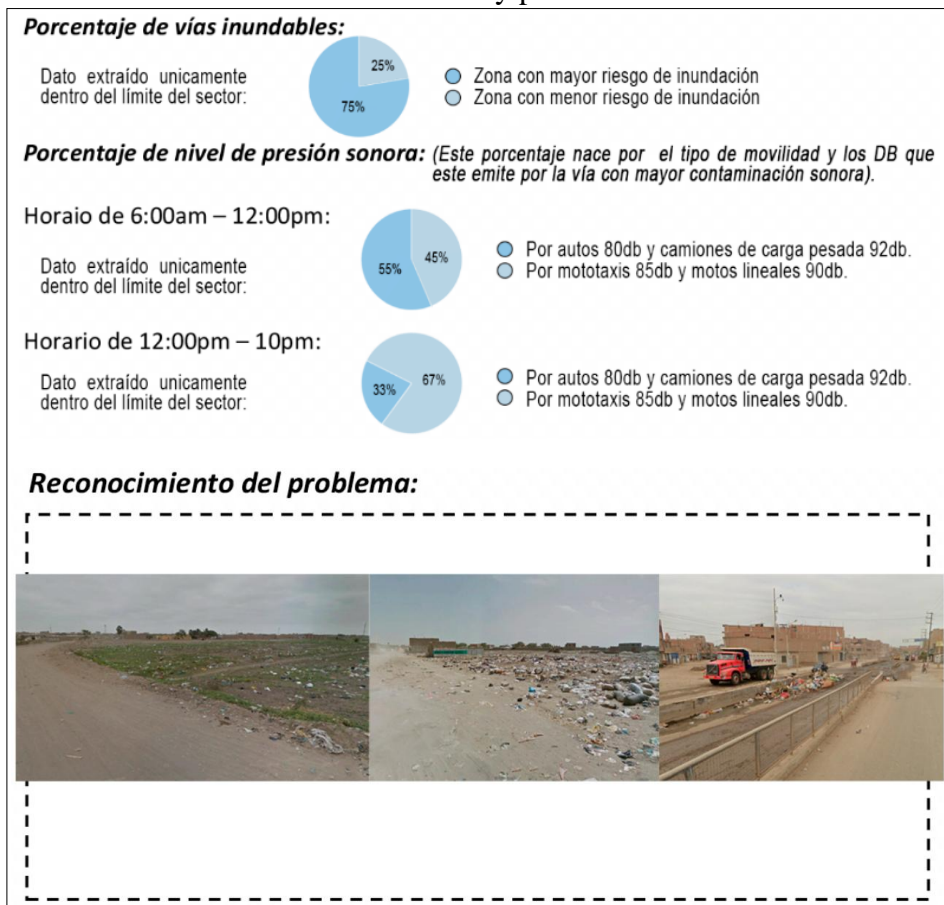 Porcentaje de vías inundables:
Dato extraído unicamente
dentro del límite del sector:
25%
75%
Zona con mayor riesgo de inundación
Zona con menor riesgo de inundación
Porcentaje de nivel de presión sonora: (Este porcentaje nace por el tipo de movilidad y los DB que
este emite por la vía con mayor contaminación sonora).
Horaio de 6:00am – 12:00pm:
Dato extraído unicamente
dentro del límite del sector:
55%
45%
Por autos 80db y camiones de carga pesada 92db.
Por mototaxis 85db y motos lineales 90db.
Horario de 12:00pm – 10pm:
Dato extraído unicamente
dentro del límite del sector:
33%
67%
Por autos 80db y camiones de carga pesada 92db.
Por mototaxis 85db y motos lineales 90db.
Reconocimiento del problema: